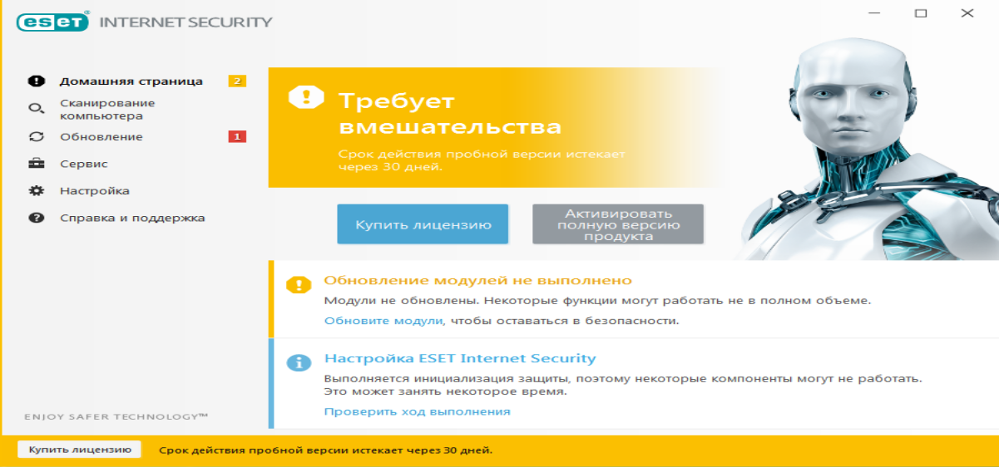 eset® INTERNET SECURITY
Домашняя страница 2
Сканирование
компьютера
Обновление 1
Сервис
Настройка
Справка и поддержка
ENJOY SAFER TECHNOLOGY™
Требует
вмешательства
Срок действия пробной версии истекает
через 30 дней.
Купить лицензию
Активировать
полную версию
продукта
Обновление модулей не выполнено
Модули не обновлены. Некоторые функции могут работать не в полном объеме.
Обновите модули, чтобы оставаться в безопасности.
Настройка ESET Internet Security
Выполняется инициализация защиты, поэтому некоторые компоненты могут не работать.
Это может занять некоторое время.
Проверить ход выполнения
Купить лицензию Срок действия пробной версии истекает через 30 дней.